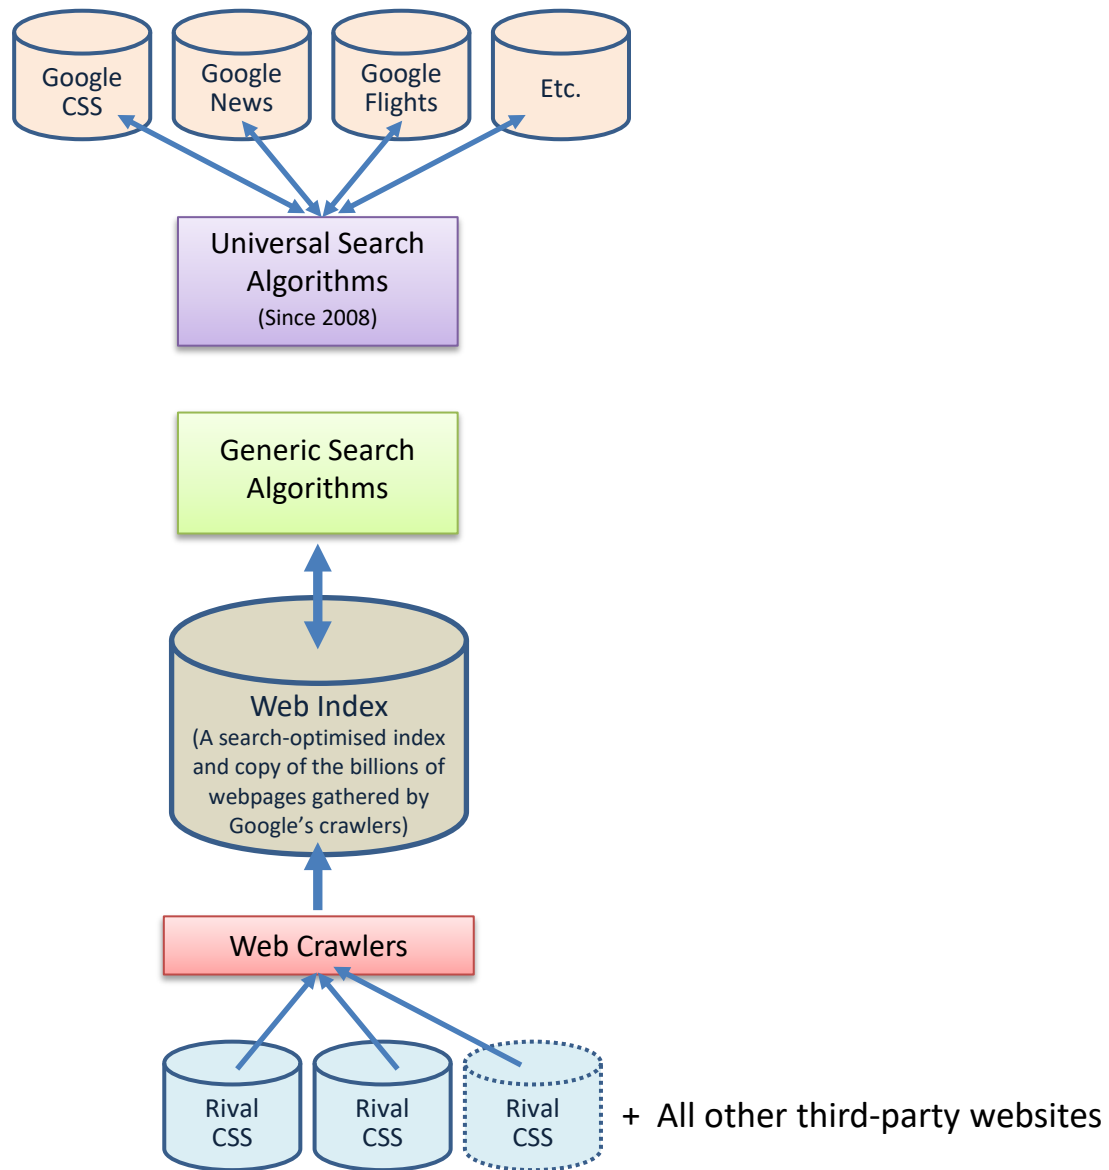 Google
CSS
Google
News
Google
Flights
Etc.
Universal Search
Algorithms
(Since 2008)
Generic Search
Algorithms
Web Index
(A search-optimised index
and copy of the billions of
webpages gathered by
Google’s crawlers)
Web Crawlers
Rival
CSS
Rival
CSS
Rival
CSS
+ All other third-party websites